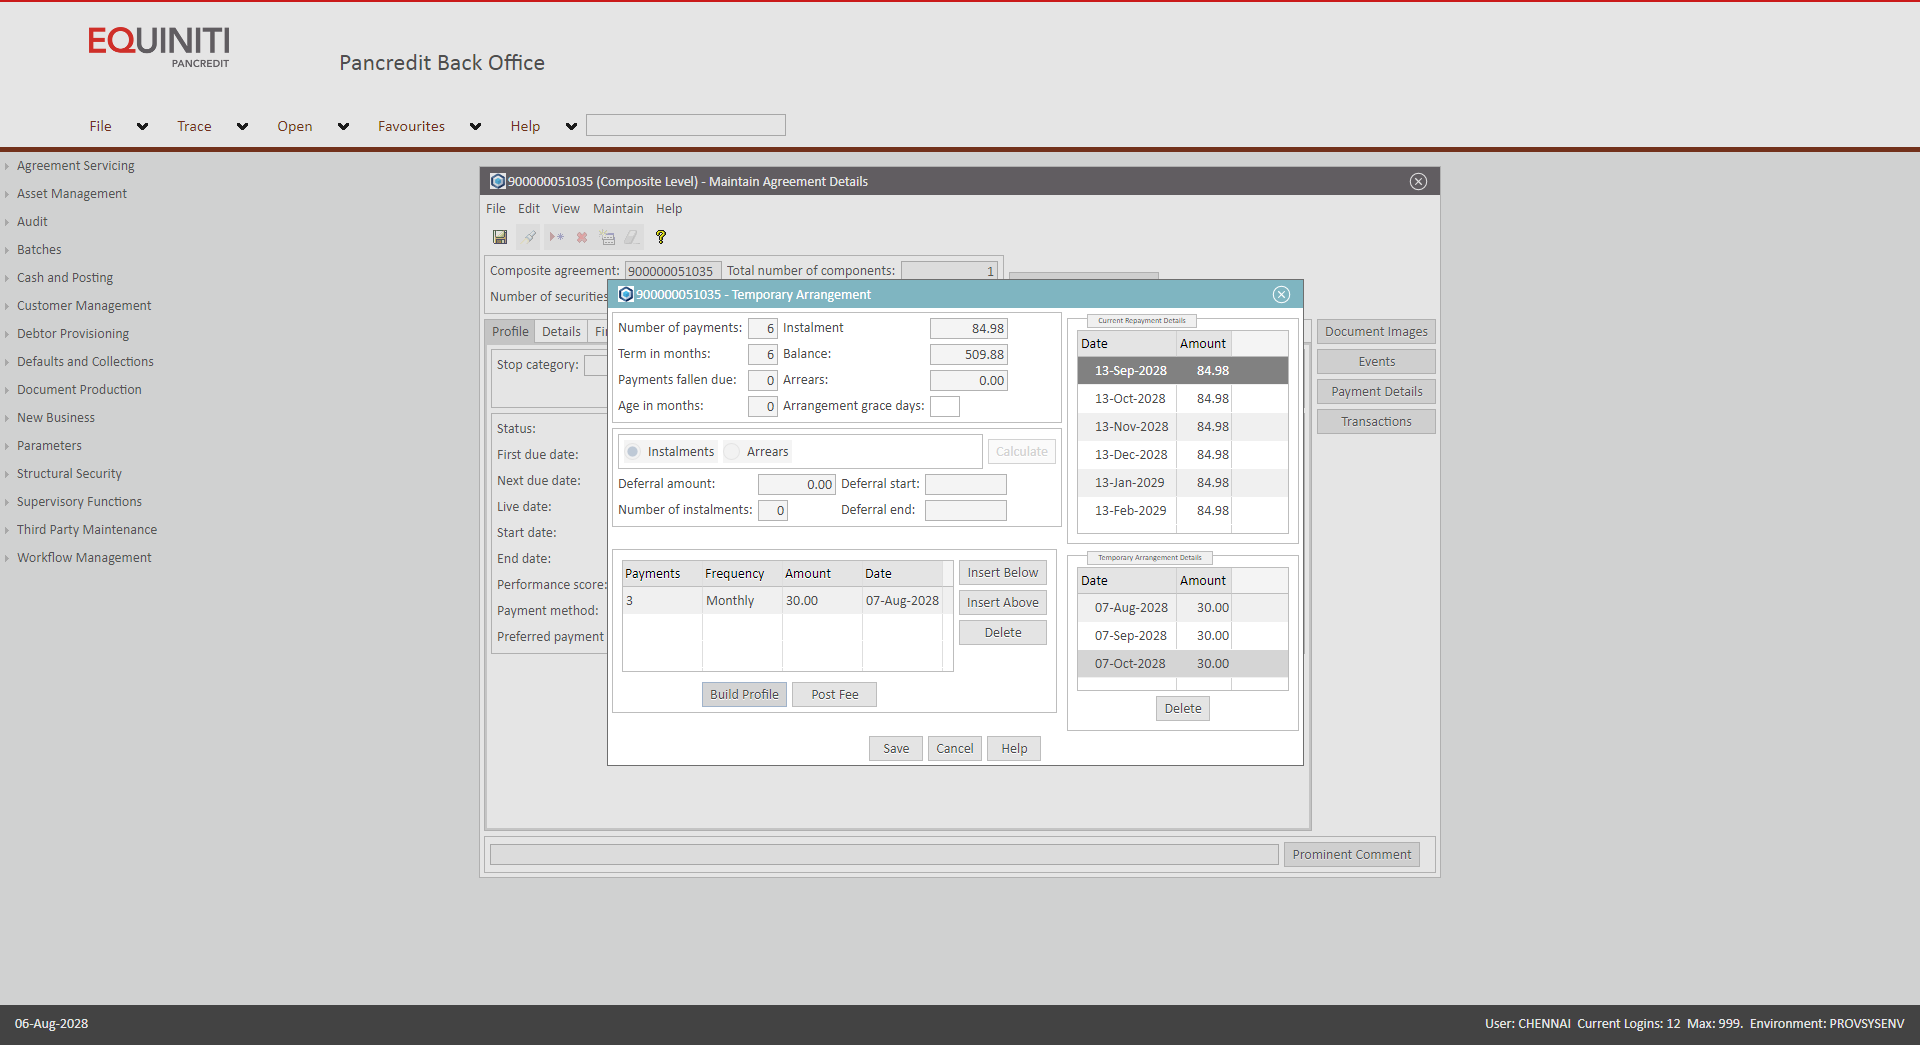 EQUINITI
PANCREDIT
Pancredit Back Office
File Trace Open Favourites Help
Agreement Servicing
Asset Management
Audit
Batches
Cash and Posting
Customer Management
Debtor Provisioning
Defaults and Collections
Document Production
New Business
Parameters
Structural Security
Supervisory Functions
Third Party Maintenance
Workflow Management
900000051035 (Composite Level) - Maintain Agreement Details
File Edit View Maintain Help
Composite agreement: 900000051035 Total number of components: 1
Number of securities
Profile Details Fi
Stop category:
Status:
First due date:
Next due date:
Live date:
Start date:
End date:
Performance score:
Payment method:
Preferred payment
Document Images
Events
Payment Details
Transactions
900000051035 - Temporary Arrangement
Number of payments: 6 Instalment 84.98
Term in months: 6 Balance: 509.88
Payments fallen due: 0 Arrears: 0.00
Age in months: 0 Arrangement grace days:
Instalments Arrears Calculate
Deferral amount: 0.00 Deferral start:
Number of instalments: 0 Deferral end:
Payments Frequency Amount Date
3 Monthly 30.00 07-Aug-2028
Insert Below
Insert Above
Delete
Build Profile Post Fee
Current Repayment Details
Date Amount
13-Sep-2028 84.98
13-Oct-2028 84.98
13-Nov-2028 84.98
13-Dec-2028 84.98
13-Jan-2029 84.98
13-Feb-2029 84.98
Temporary Arrangement Details
Date Amount
07-Aug-2028 30.00
07-Sep-2028 30.00
07-Oct-2028 30.00
Delete
Save Cancel Help
Prominent Comment
06-Aug-2028
User: CHENNAI Current Logins: 12 Max: 999. Environment: PROVSYSENV